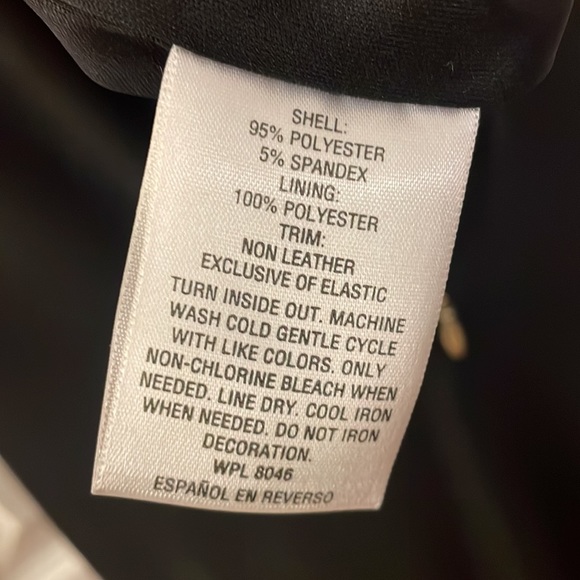 SHELL:
95% POLYESTER
5% SPANDEX
LINING:
100% POLYESTER
TRIM:
NON LEATHER
EXCLUSIVE OF ELASTIC
TURN INSIDE OUT. MACHINE
WASH COLD GENTLE CYCLE
WITH LIKE COLORS. ONLY
NON-CHLORINE BLEACH WHEN
NEEDED. LINE DRY. COOL IRON
WHEN NEEDED. DO NOT IRON
DECORATION.
WPL 8046
ESPAÑOL EN REVERSO